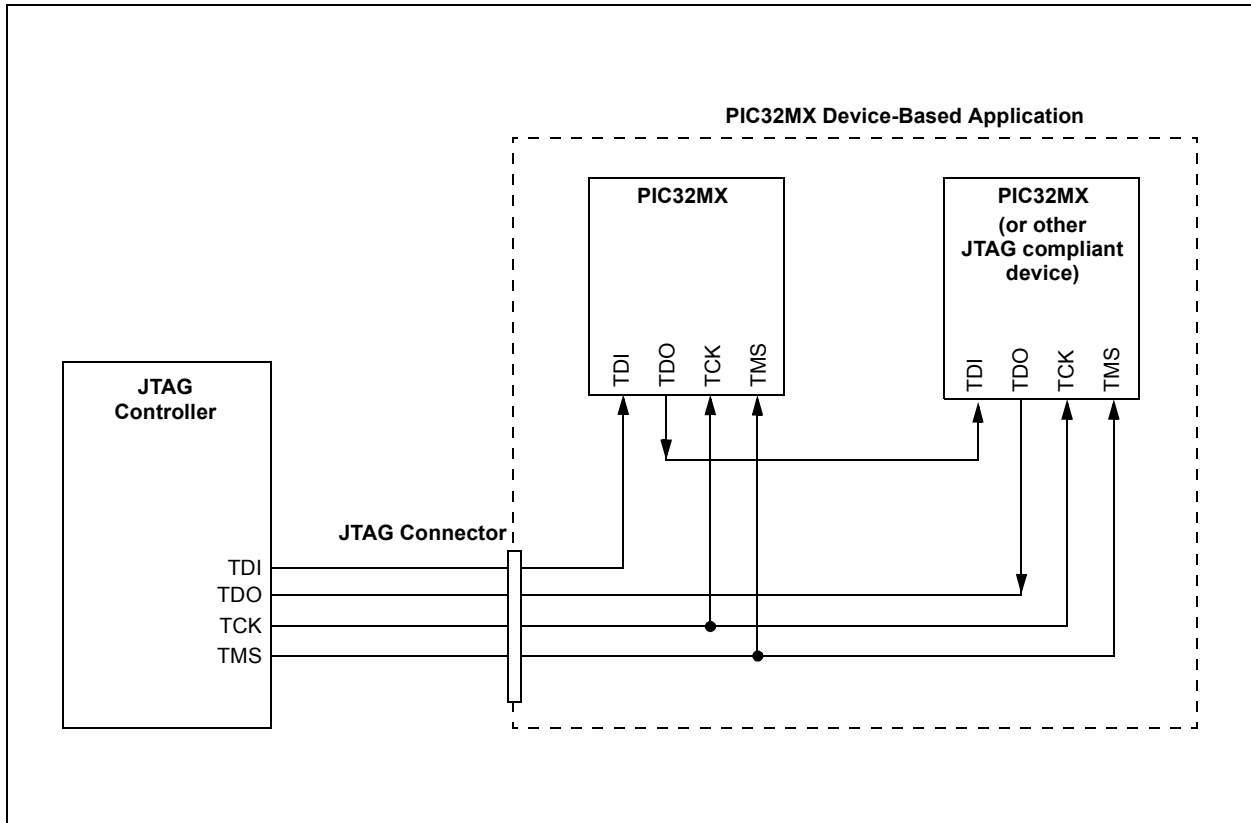 PIC32MX Device-Based Application
PIC32MX
TDI
TDO
TCK
TMS
PIC32MX
(or other
JTAG compliant
device)
TDI
TDO
TCK
TMS
JTAG
Controller
JTAG Connector
TDI
TDO
TCK
TMS